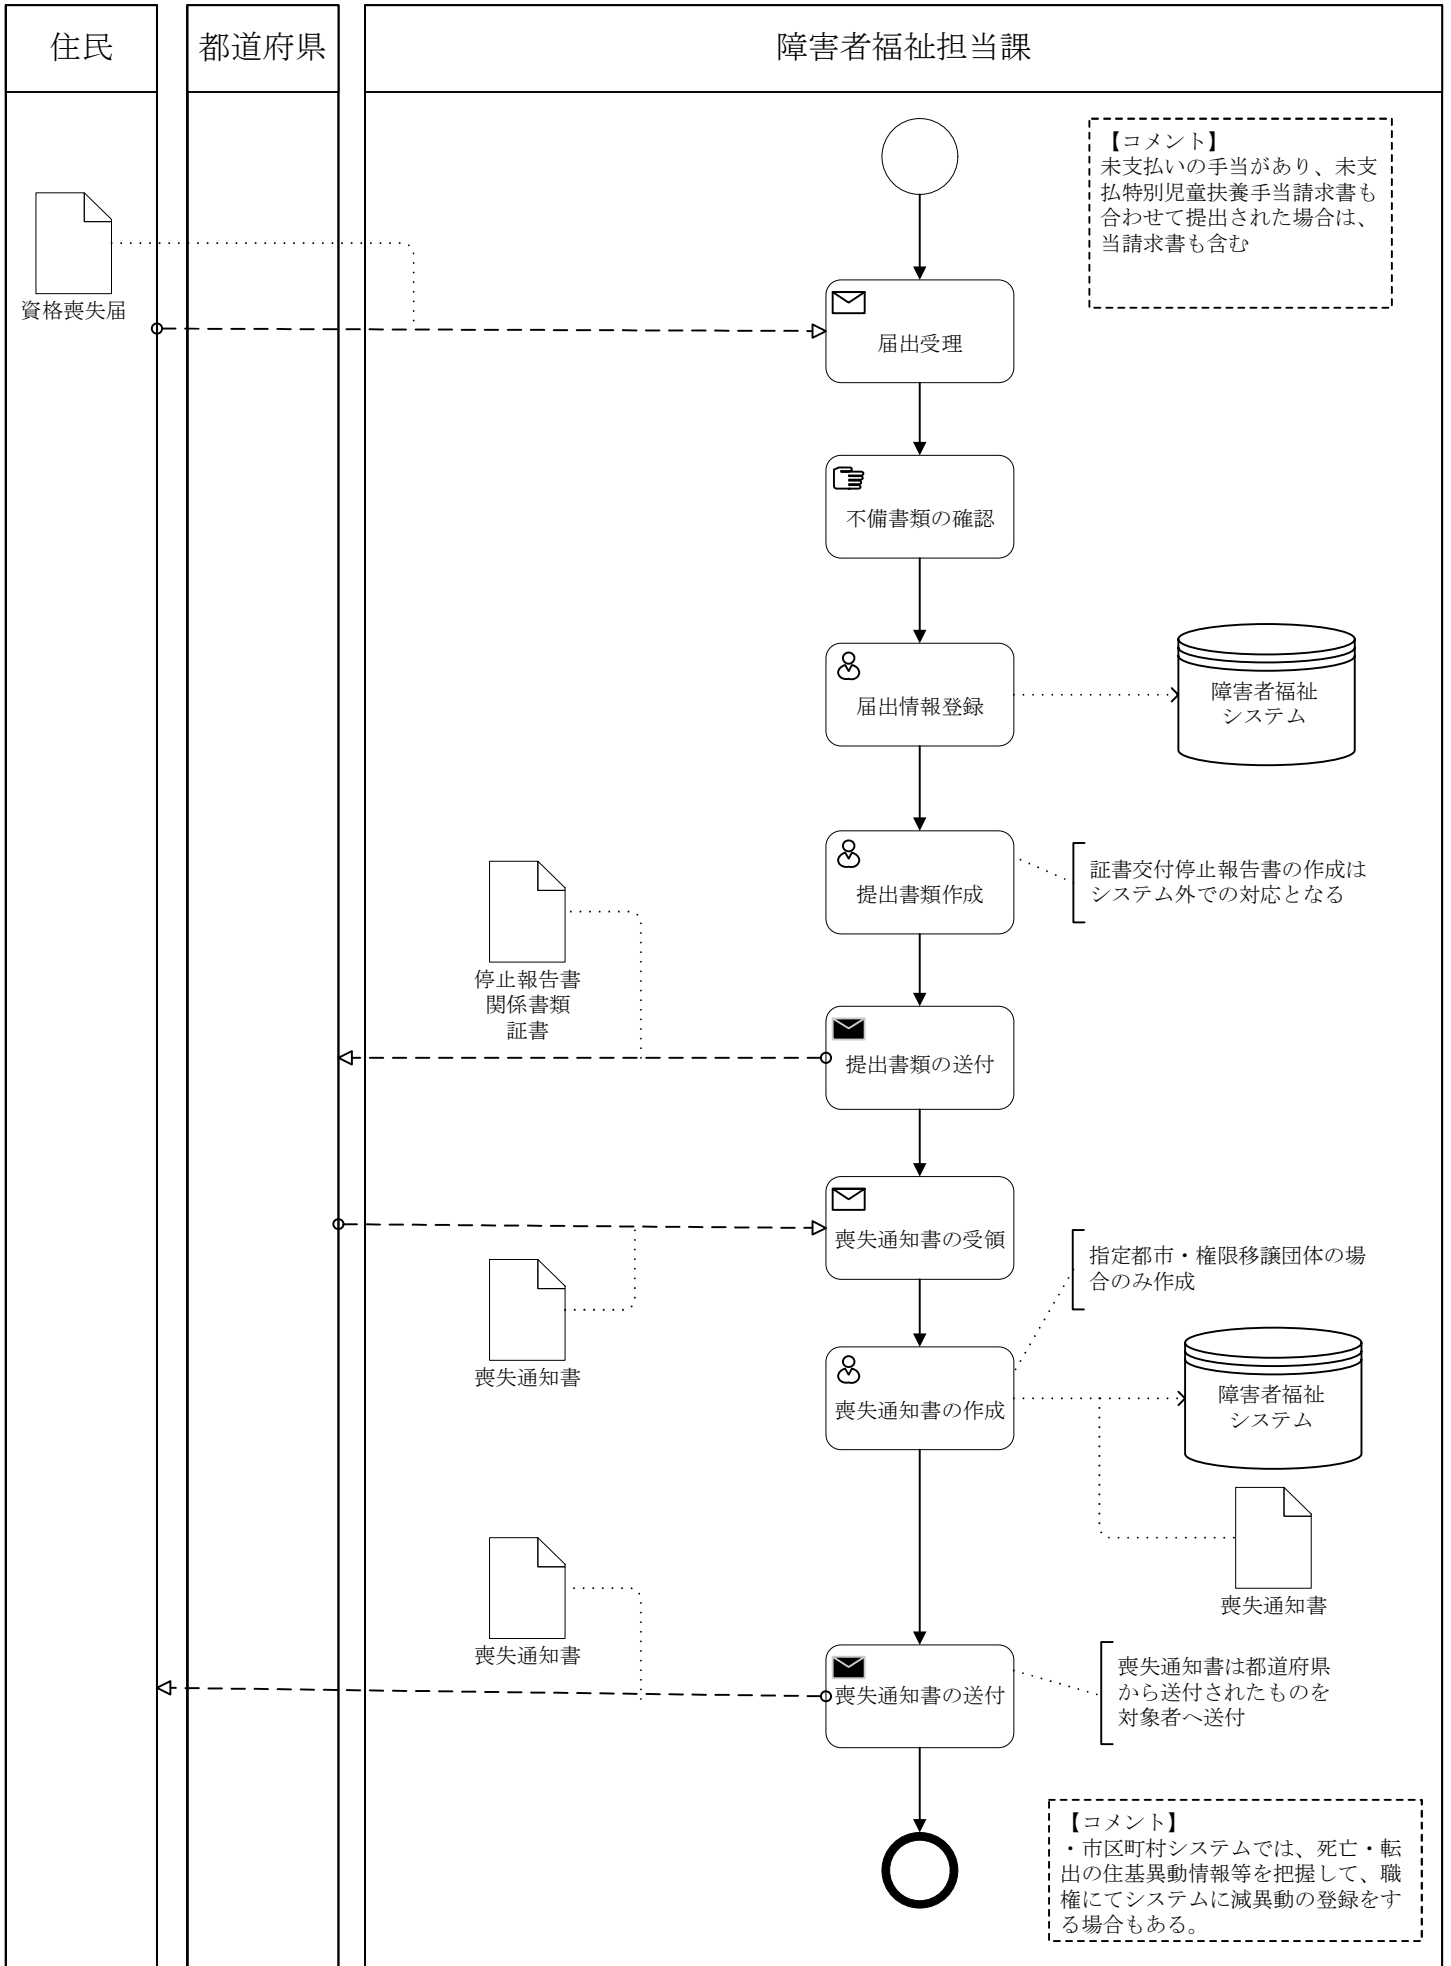 住民
都道府県
障害者福祉担当課
【コメント】
未支払いの手当があり、未支
払特別児童扶養手当請求書も
合わせて提出された場合は、
当請求書も含む
資格喪失届
届出受理
不備書類の確認
届出情報登録
障害者福祉
システム
提出書類作成
証書交付停止報告書の作成は
システム外での対応となる
停止報告書
関係書類
証書
提出書類の送付
喪失通知書の受領
指定都市・権限移譲団体の場
合のみ作成
喪失通知書
喪失通知書の作成
障害者福祉
システム
喪失通知書
喪失通知書
喪失通知書の送付
喪失通知書は都道府県
から送付されたものを
対象者へ送付
【コメント】
・市区町村システムでは、死亡・転
出の住基異動情報等を把握して、職
権にてシステムに減異動の登録をす
る場合もある。